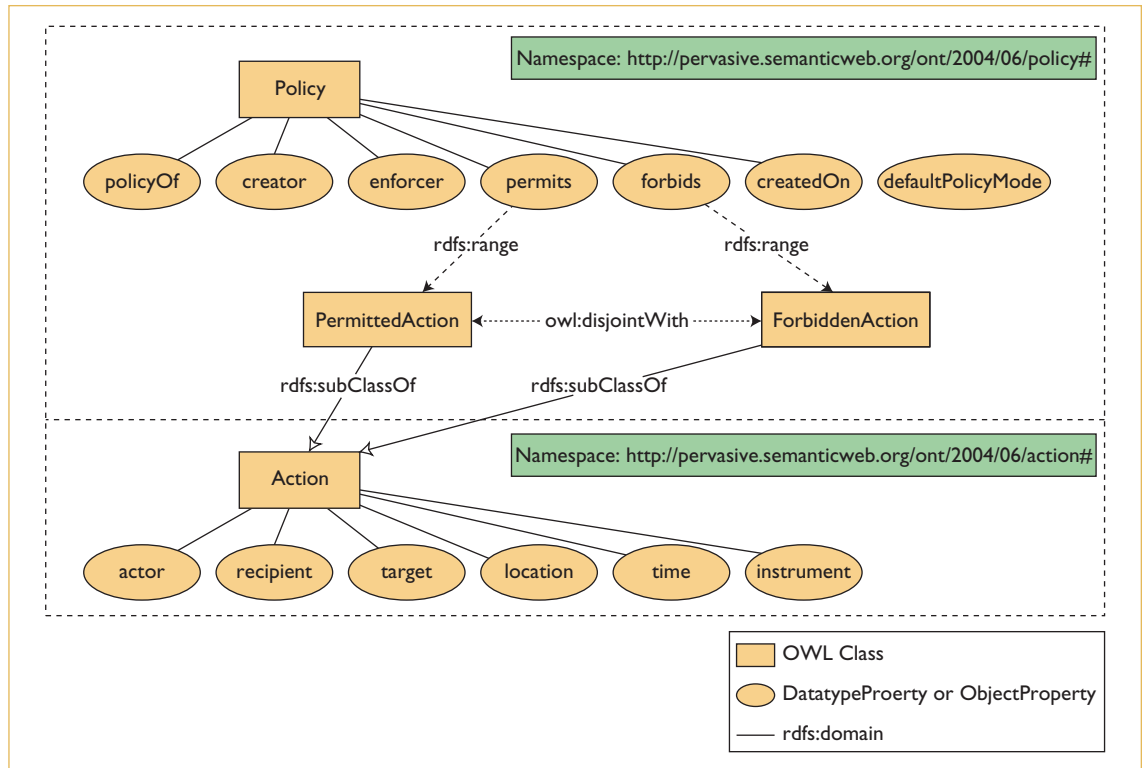 Namespace: http://pervasive.semanticweb.org/ont/2004/06/policy#
Policy
policyOf
creator
enforcer
permits
forbids
createdOn
defaultPolicyMode
rdfs:range
rdfs:range
PermittedAction
owl:disjointWith
ForbiddenAction
rdfs:subClassOf
rdfs:subClassOf
Namespace: http://pervasive.semanticweb.org/ont/2004/06/action#
Action
actor
recipient
target
location
time
instrument
OWL Class
DatatypeProerty or ObjectProperty
rdfs:domain